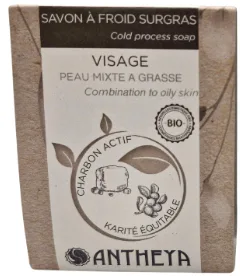 SAVON À FROID SURGRAS
Cold process soap
VISAGE
PEAU MIXTE A GRASSE
Combination to oily skin
BIO
CHARBON ACTIF
KARITÉ ÉQUITABLE
ANTHEYA